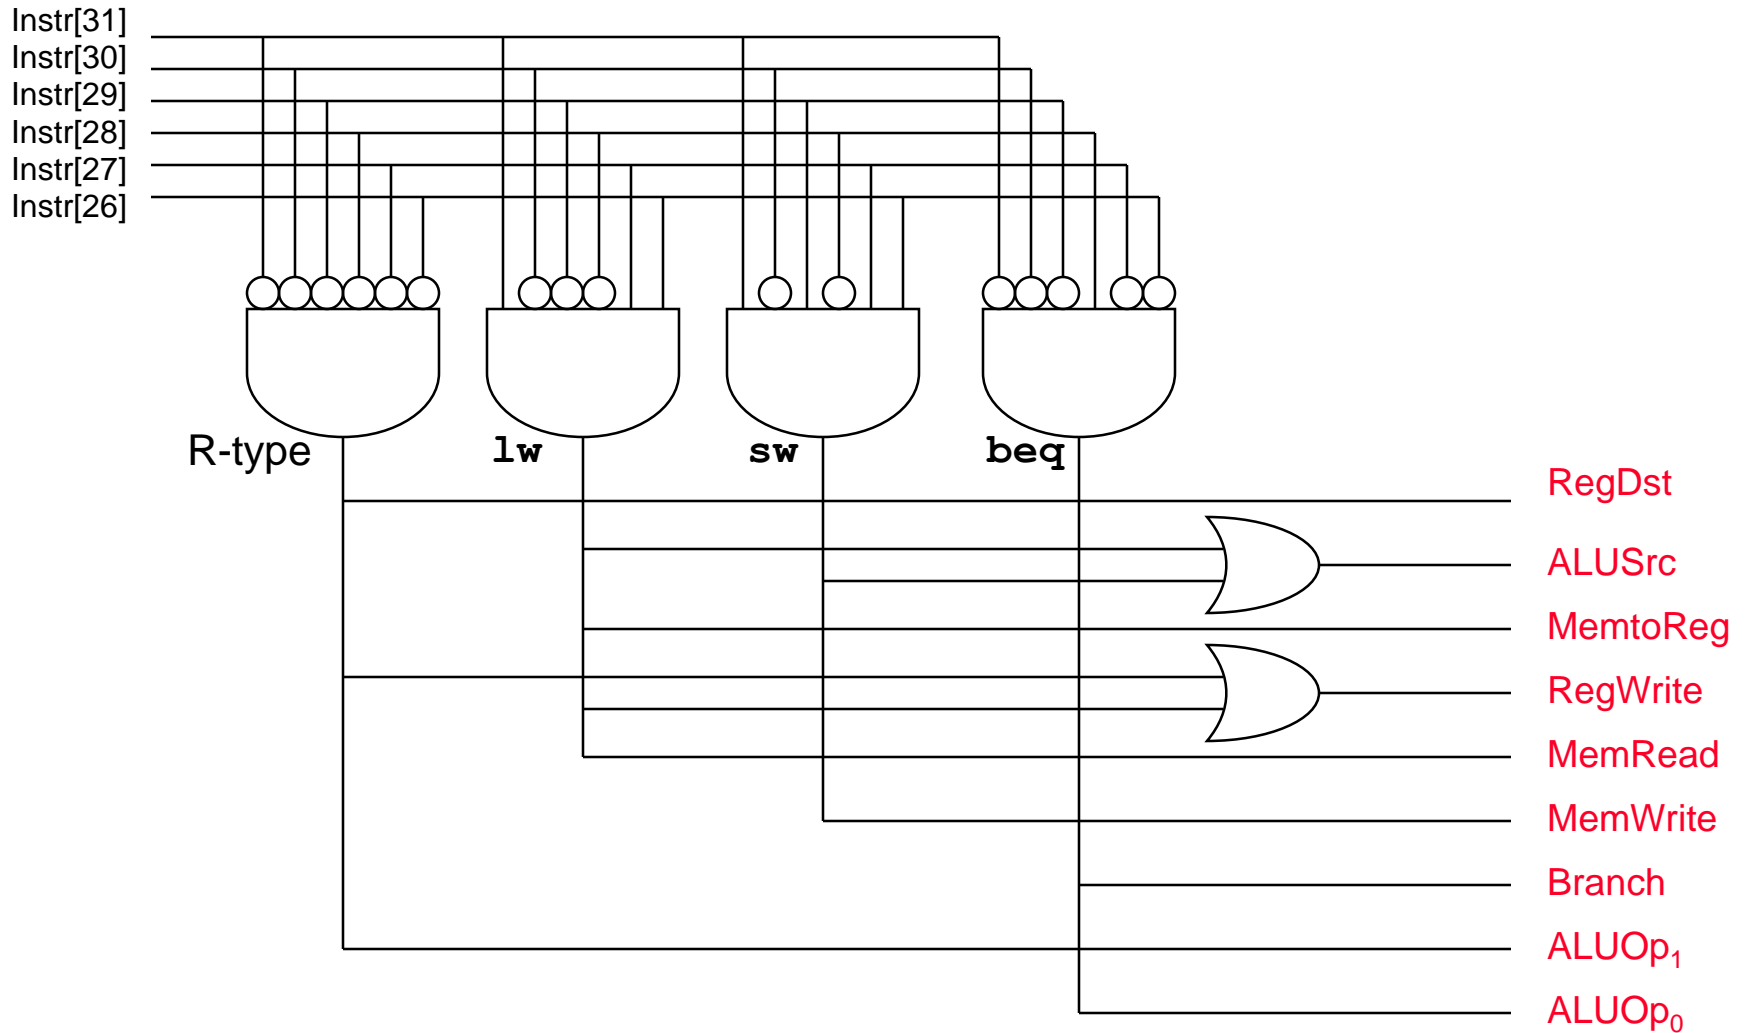 Instr[31]
Instr[30]
Instr[29]
Instr[28]
Instr[27]
Instr[26]
R-type
lw
sw
beq
RegDst
ALUSrc
MemtoReg
RegWrite
MemRead
MemWrite
Branch
ALUOp₁
ALUOp₀